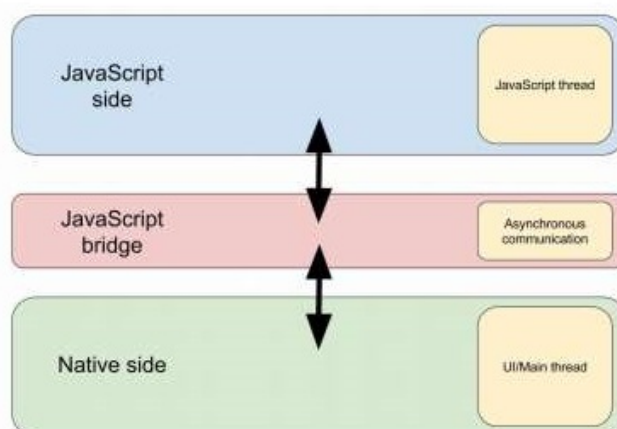 JavaScript
side
JavaScript thread
JavaScript
bridge
Asynchronous
communication
Native side
UI/Main thread